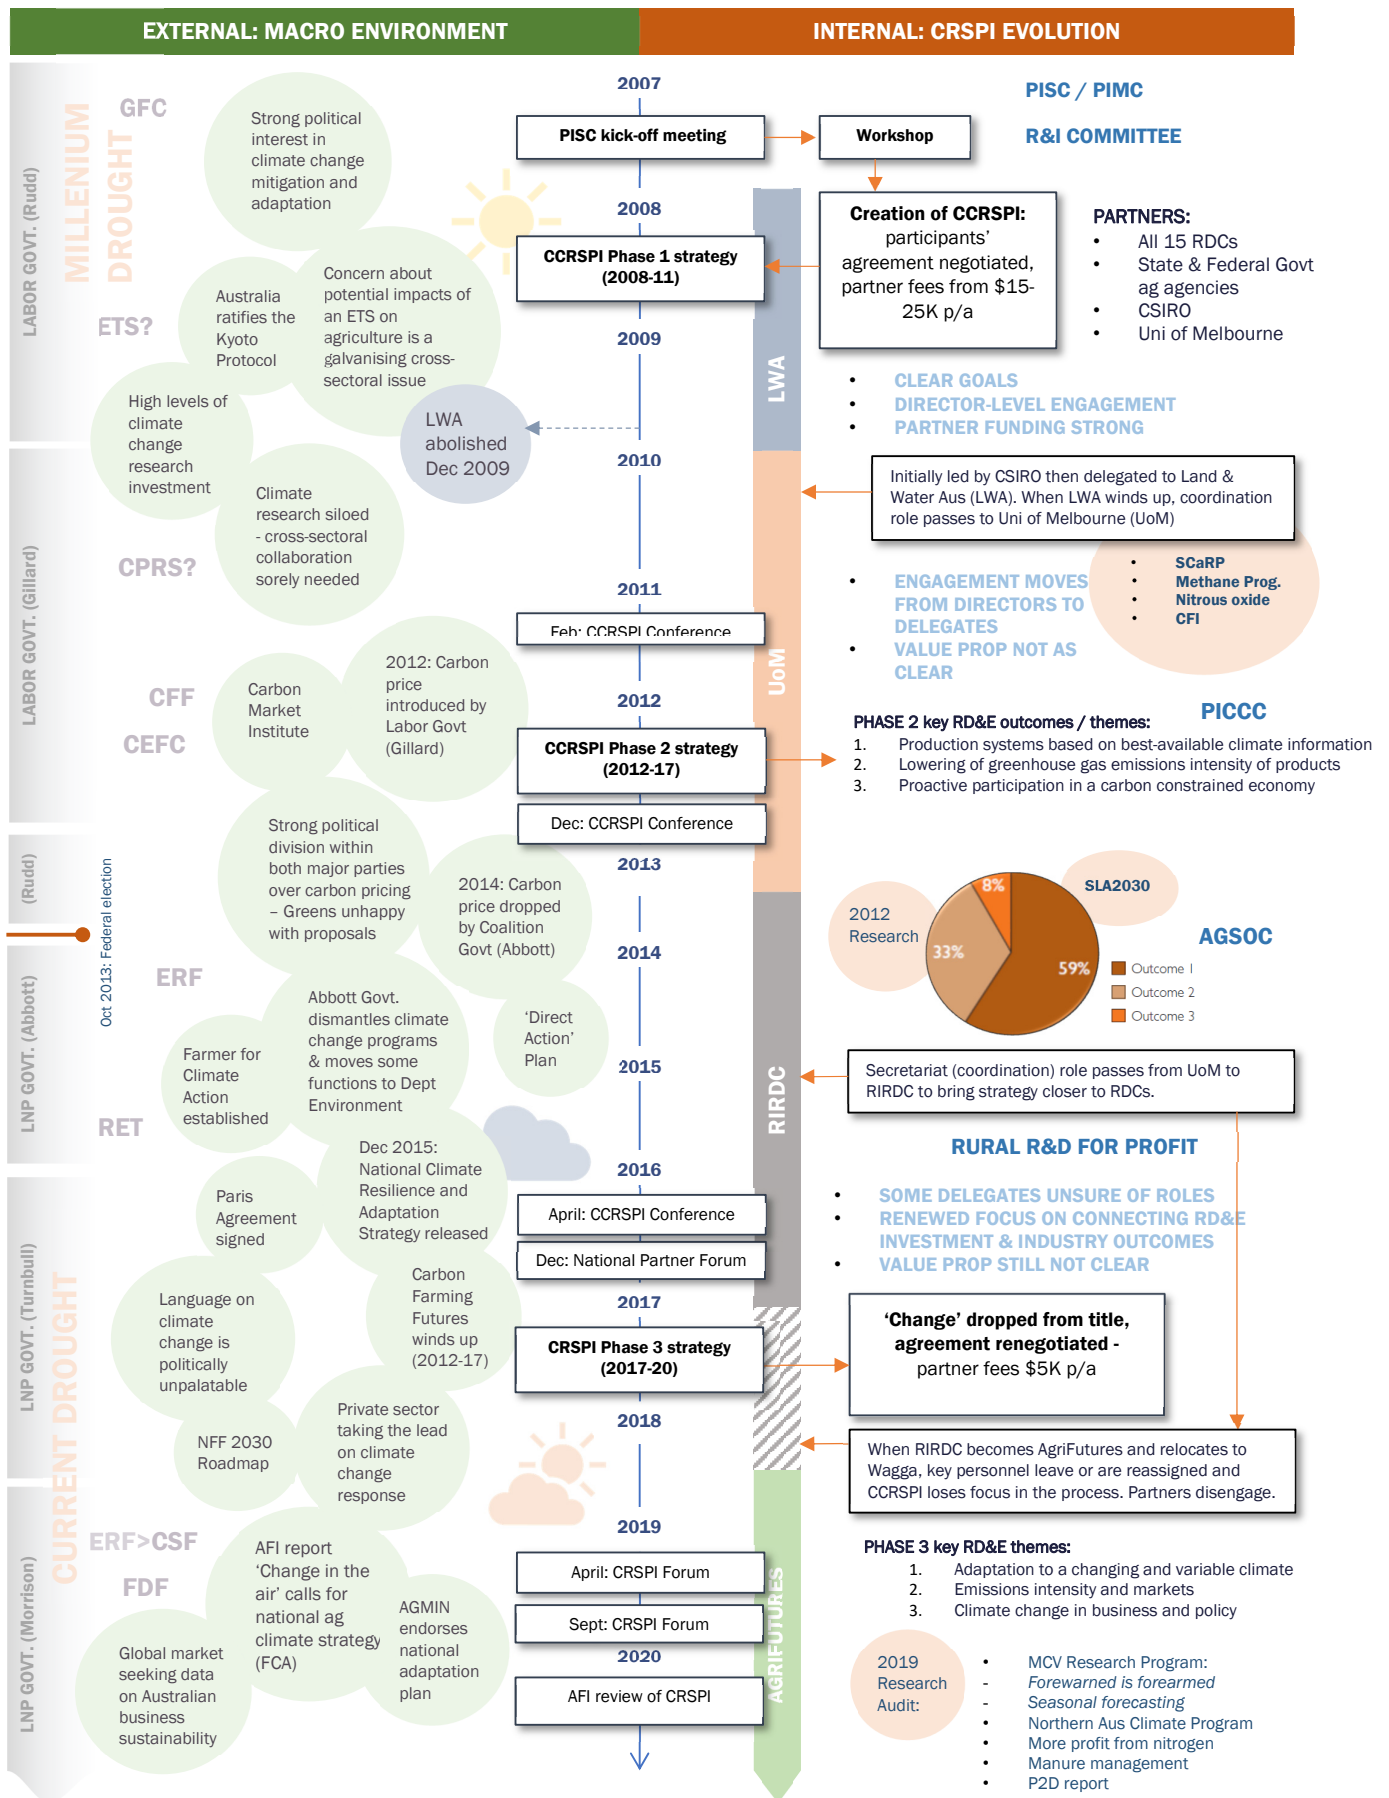 EXTERNAL: MACRO ENVIRONMENT
INTERNAL: CRSPI EVOLUTION
LABOR GOVT. (Rudd)
LABOR GOVT. (Gillard)
(Rudd)
Oct 2013: Federal election
LNP GOVT. (Abbott)
LNP GOVT. (Turnbull)
LNP GOVT. (Morrison)
MILLENIUM
DROUGHT
CURRENT DROUGHT
GFC
ETS?
CPRS?
CFF
CEFC
ERF
RET
ERF>CSF
FDF
Strong political
interest in
climate change
mitigation and
adaptation
Australia
ratifies the
Kyoto
Protocol
Concern about
potential impacts of
an ETS on
agriculture is a
galvanising cross-
sectoral issue
High levels of
climate
change
research
investment
LWA
abolished
Dec 2009
Climate
research siloed
- cross-sectoral
collaboration
sorely needed
2012: Carbon
price
introduced by
Labor Govt
(Gillard)
Carbon
Market
Institute
Strong political
division within
both major parties
over carbon pricing
– Greens unhappy
with proposals
2014: Carbon
price dropped
by Coalition
Govt (Abbott)
Abbott Govt.
dismantles climate
change programs
& moves some
functions to Dept
Environment
‘Direct
Action’
Plan
Farmer for
Climate
Action
established
Dec 2015:
National Climate
Resilience and
Adaptation
Strategy released
Paris
Agreement
signed
Carbon
Farming
Futures
winds up
(2012-17)
Language on
climate
change is
politically
unpalatable
Private sector
taking the lead
on climate
change
response
NFF 2030
Roadmap
AFI report
‘Change in the
air’ calls for
national ag
climate strategy
(FCA)
AGMIN
endorses
national
adaptation
plan
Global market
seeking data
on Australian
business
sustainability
2007
PISC kick-off meeting
2008
CCRSPI Phase 1 strategy
(2008-11)
2009
2010
2011
Feb: CCRSPI Conference
2012
CCRSPI Phase 2 strategy
(2012-17)
Dec: CCRSPI Conference
2013
2014
2015
2016
April: CCRSPI Conference
Dec: National Partner Forum
2017
CRSPI Phase 3 strategy
(2017-20)
2018
2019
April: CRSPI Forum
Sept: CRSPI Forum
2020
AFI review of CRSPI
LWA
UoM
RIRDC
AGRIFUTURES
PISC / PIMC
R&I COMMITTEE
Workshop
Creation of CCRSPI:
participants’
agreement negotiated,
partner fees from $15-
25K p/a
PARTNERS:
• All 15 RDCs
• State & Federal Govt
ag agencies
• CSIRO
• Uni of Melbourne
• CLEAR GOALS
• DIRECTOR-LEVEL ENGAGEMENT
• PARTNER FUNDING STRONG
Initially led by CSIRO then delegated to Land &
Water Aus (LWA). When LWA winds up, coordination
role passes to Uni of Melbourne (UoM)
• SCaRP
• Methane Prog.
• Nitrous oxide
• CFI
• ENGAGEMENT MOVES
FROM DIRECTORS TO
DELEGATES
• VALUE PROP NOT AS
CLEAR
PICCC
PHASE 2 key RD&E outcomes / themes:
1. Production systems based on best-available climate information
2. Lowering of greenhouse gas emissions intensity of products
3. Proactive participation in a carbon constrained economy
2012
Research
8%
33%
59%
SLA2030
AGSOC
Outcome 1
Outcome 2
Outcome 3
Secretariat (coordination) role passes from UoM to
RIRDC to bring strategy closer to RDCs.
RURAL R&D FOR PROFIT
• SOME DELEGATES UNSURE OF ROLES
• RENEWED FOCUS ON CONNECTING RD&E
INVESTMENT & INDUSTRY OUTCOMES
• VALUE PROP STILL NOT CLEAR
‘Change’ dropped from title,
agreement renegotiated -
partner fees $5K p/a
When RIRDC becomes AgriFutures and relocates to
Wagga, key personnel leave or are reassigned and
CCRSPI loses focus in the process. Partners disengage.
PHASE 3 key RD&E themes:
1. Adaptation to a changing and variable climate
2. Emissions intensity and markets
3. Climate change in business and policy
2019
Research
Audit:
• MCV Research Program:
- Forewarned is forearmed
- Seasonal forecasting
• Northern Aus Climate Program
• More profit from nitrogen
• Manure management
• P2D report